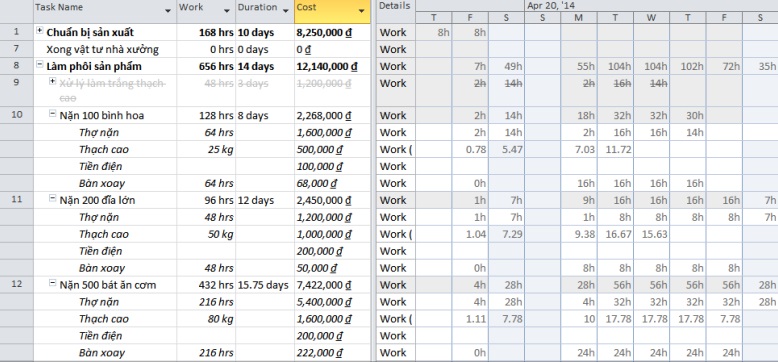 Task Name Work Duration Cost Details Apr 20, '14
T F S S M T W T F S
1 Chuẩn bị sản xuất 168 hrs 10 days 8,250,000 ₫ Work 8h 8h
7 Xong vật tư nhà xưởng 0 hrs 0 days 0 ₫ Work
8 Làm phôi sản phẩm 656 hrs 14 days 12,140,000 ₫ Work 7h 49h 55h 104h 104h 102h 72h 35h
9 Xử lý làm trắng thạch 48 hrs 3 days 1,200,000 ₫ Work 2h 14h 2h 16h 14h
cao
10 Nặn 100 bình hoa 128 hrs 8 days 2,268,000 ₫ Work 2h 14h 18h 32h 32h 30h
Thợ nặn 64 hrs 1,600,000 ₫ Work 2h 14h 2h 16h 16h 14h
Thạch cao 25 kg 500,000 ₫ Work ( 0.78 5.47 7.03 11.72
Tiền điện 100,000 ₫ Work
Bàn xoay 64 hrs 68,000 ₫ Work 0h 16h 16h 16h 16h
11 Nặn 200 đĩa lớn 96 hrs 12 days 2,450,000 ₫ Work 1h 7h 9h 16h 16h 16h 16h 7h
Thợ nặn 48 hrs 1,200,000 ₫ Work 1h 7h 1h 8h 8h 8h 8h 7h
Thạch cao 50 kg 1,000,000 ₫ Work ( 1.04 7.29 9.38 16.67 15.63
Tiền điện 200,000 ₫ Work
Bàn xoay 48 hrs 50,000 ₫ Work 0h 8h 8h 8h 8h 8h
12 Nặn 500 bát ăn cơm 432 hrs 15.75 days 7,422,000 ₫ Work 4h 28h 28h 56h 56h 56h 56h 28h
Thợ nặn 216 hrs 5,400,000 ₫ Work 4h 28h 4h 32h 32h 32h 32h 28h
Thạch cao 80 kg 1,600,000 ₫ Work ( 1.11 7.78 10 17.78 17.78 17.78 7.78
Tiền điện 200,000 ₫ Work
Bàn xoay 216 hrs 222,000 ₫ Work 0h 24h 24h 24h 24h 24h